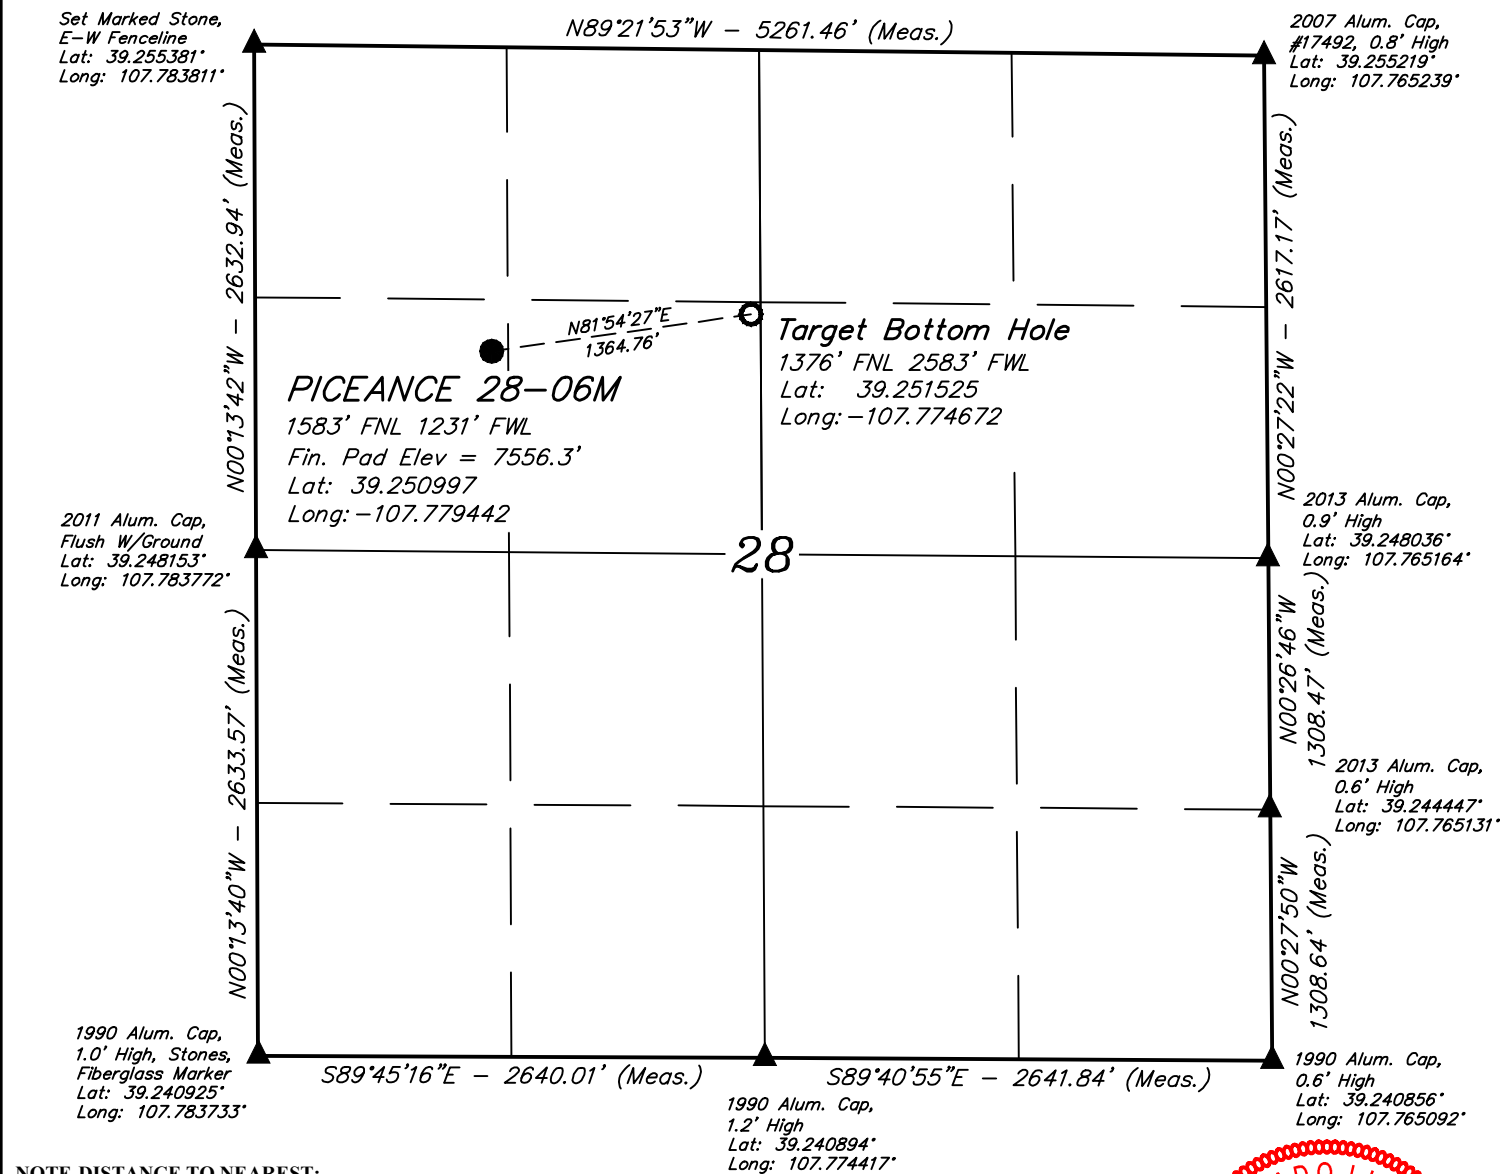 Set Marked Stone,
E-W Fenceline
Lat: 39.255381°
Long: 107.783811°
N89°21'53"W - 5261.46' (Meas.)
2007 Alum. Cap,
#17492, 0.8' High
Lat: 39.255219°
Long: 107.765239°
N00°13'42"W - 2632.94' (Meas.)
N00°27'22"W - 2617.17' (Meas.)
N81°54'27"E
1364.76'
Target Bottom Hole
1376' FNL 2583' FWL
Lat: 39.251525
Long:-107.774672
PICEANCE 28-06M
1583' FNL 1231' FWL
Fin. Pad Elev = 7556.3'
Lat: 39.250997
Long:-107.779442
2011 Alum. Cap,
Flush W/Ground
Lat: 39.248153°
Long: 107.783772°
28
2013 Alum. Cap,
0.9' High
Lat: 39.248036°
Long: 107.765164°
N00°13'40"W - 2633.57' (Meas.)
N00°26'46"W
1308.47' (Meas.)
2013 Alum. Cap,
0.6' High
Lat: 39.244447°
Long: 107.765131°
N00°27'50"W
1308.64' (Meas.)
1990 Alum. Cap,
1.0' High, Stones,
Fiberglass Marker
Lat: 39.240925°
Long: 107.783733°
S89°45'16"E - 2640.01' (Meas.)
S89°40'55"E - 2641.84' (Meas.)
1990 Alum. Cap,
0.6' High
Lat: 39.240856°
Long: 107.765092°
1990 Alum. Cap,
1.2' High
Lat: 39.240894°
Long: 107.774417°
NOTE DISTANCE TO NEAREST: